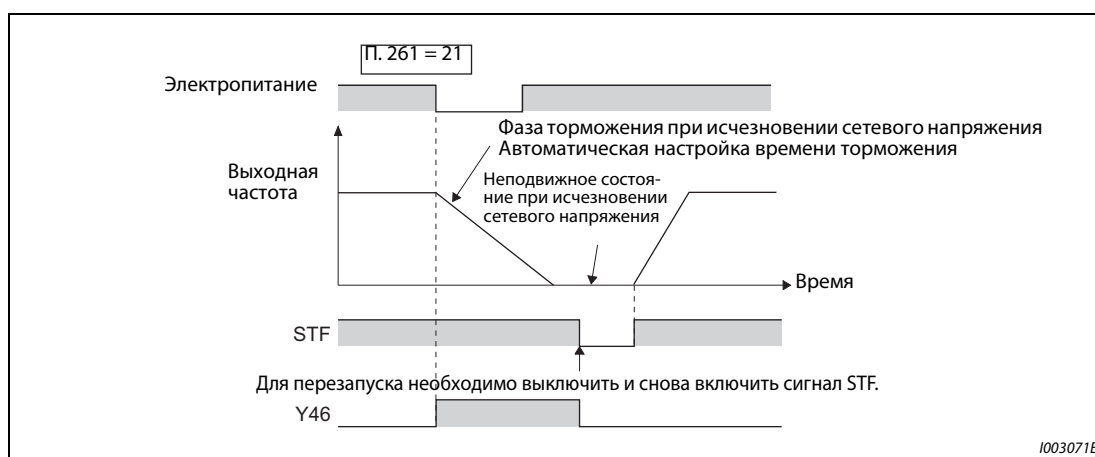 П. 261 = 21
Электропитание
Фаза торможения при исчезновении сетевого напряжения
Автоматическая настройка времени торможения
Выходная
частота
Неподвижное состоя-
ние при исчезновении
сетевого напряжения
Время
STF
Для перезапуска необходимо выключить и снова включить сигнал STF.
Y46
I003071E